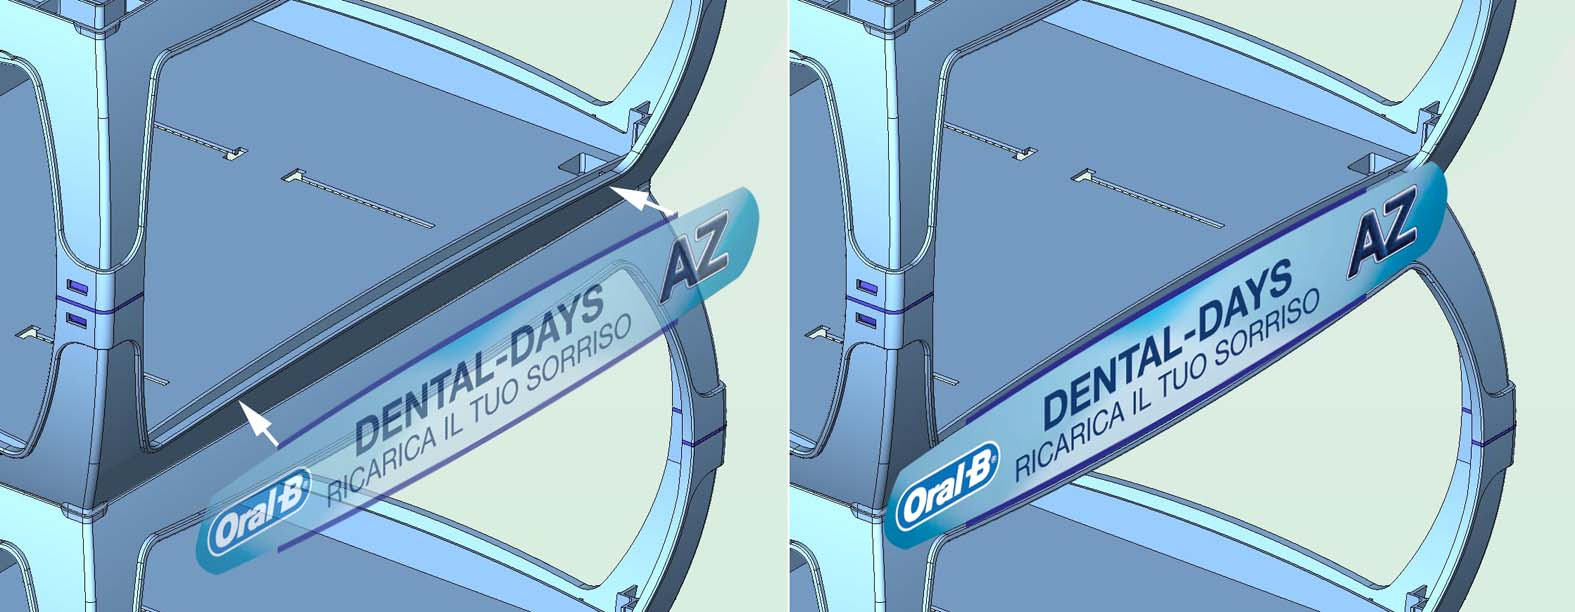 AZ
DENTAL-DAYS
RICARICA IL TUO SORRISO
Oral-B
AZ
DENTAL-DAYS
RICARICA IL TUO SORRISO
Oral-B